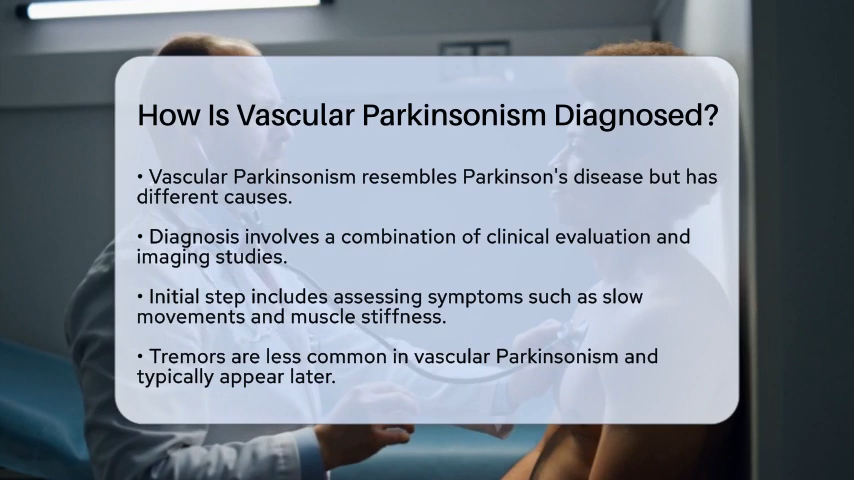 How Is Vascular Parkinsonism Diagnosed?
• Vascular Parkinsonism resembles Parkinson's disease but has
different causes.
• Diagnosis involves a combination of clinical evaluation and
imaging studies.
• Initial step includes assessing symptoms such as slow
movements and muscle stiffness.
• Tremors are less common in vascular Parkinsonism and
typically appear later.